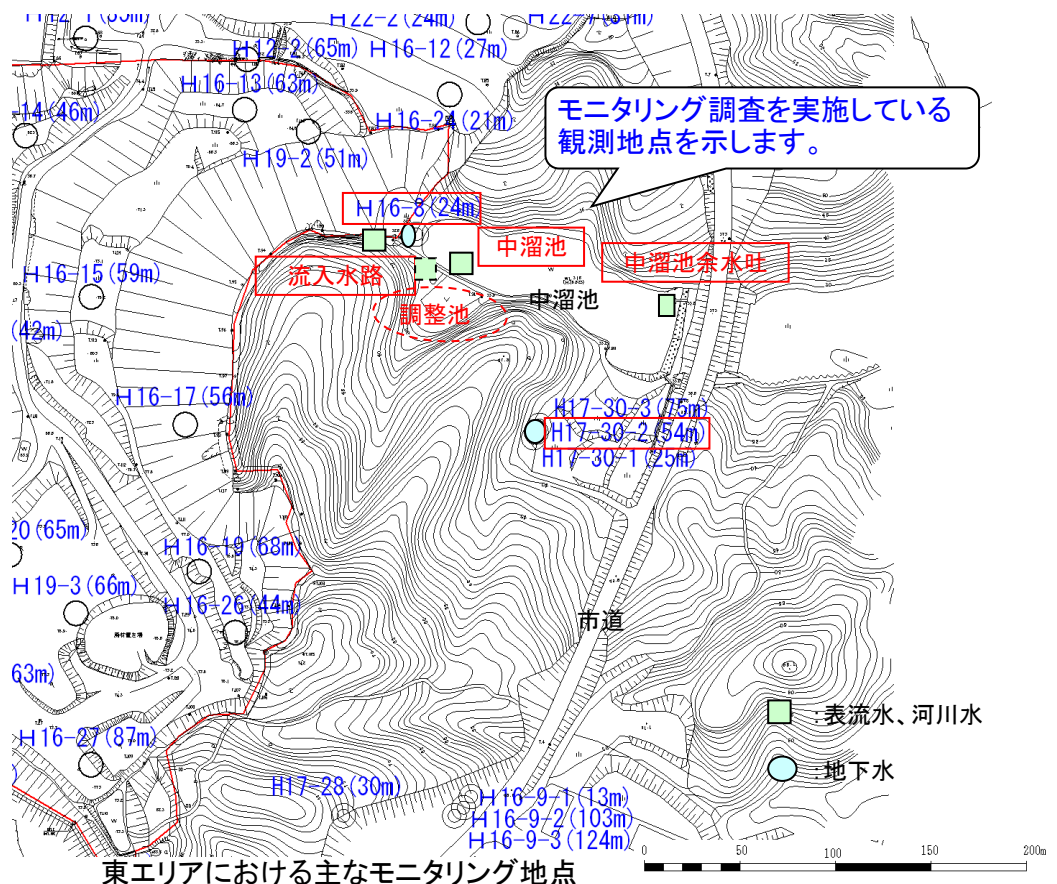 H22-2(24m)
H12-2(65m) H16-12(27m)
H16-13(63m)
-14(46m)
H16-24(21m)
H19-2(51m)
モニタリング調査を実施している
観測地点を示します。
H16-8(24m)
中溜池
中溜池余水吐
流入水路
H16-15(59m)
調整池
中溜池
(42m)
H16-17(56m)
H17-30-3(75m)
H17-30-2(54m)
H17-30-1(25m)
20(65m)
H16-19(68m)
H19-3(66m)
H16-26(44m)
市道
63m)
:表流水、河川水
H16-27(87m)
:地下水
H17-28(30m)
H16-9-1(13m)
H16-9-2(103m)
H16-9-3(124m)
0 50 100 150 200m
東エリアにおける主なモニタリング地点